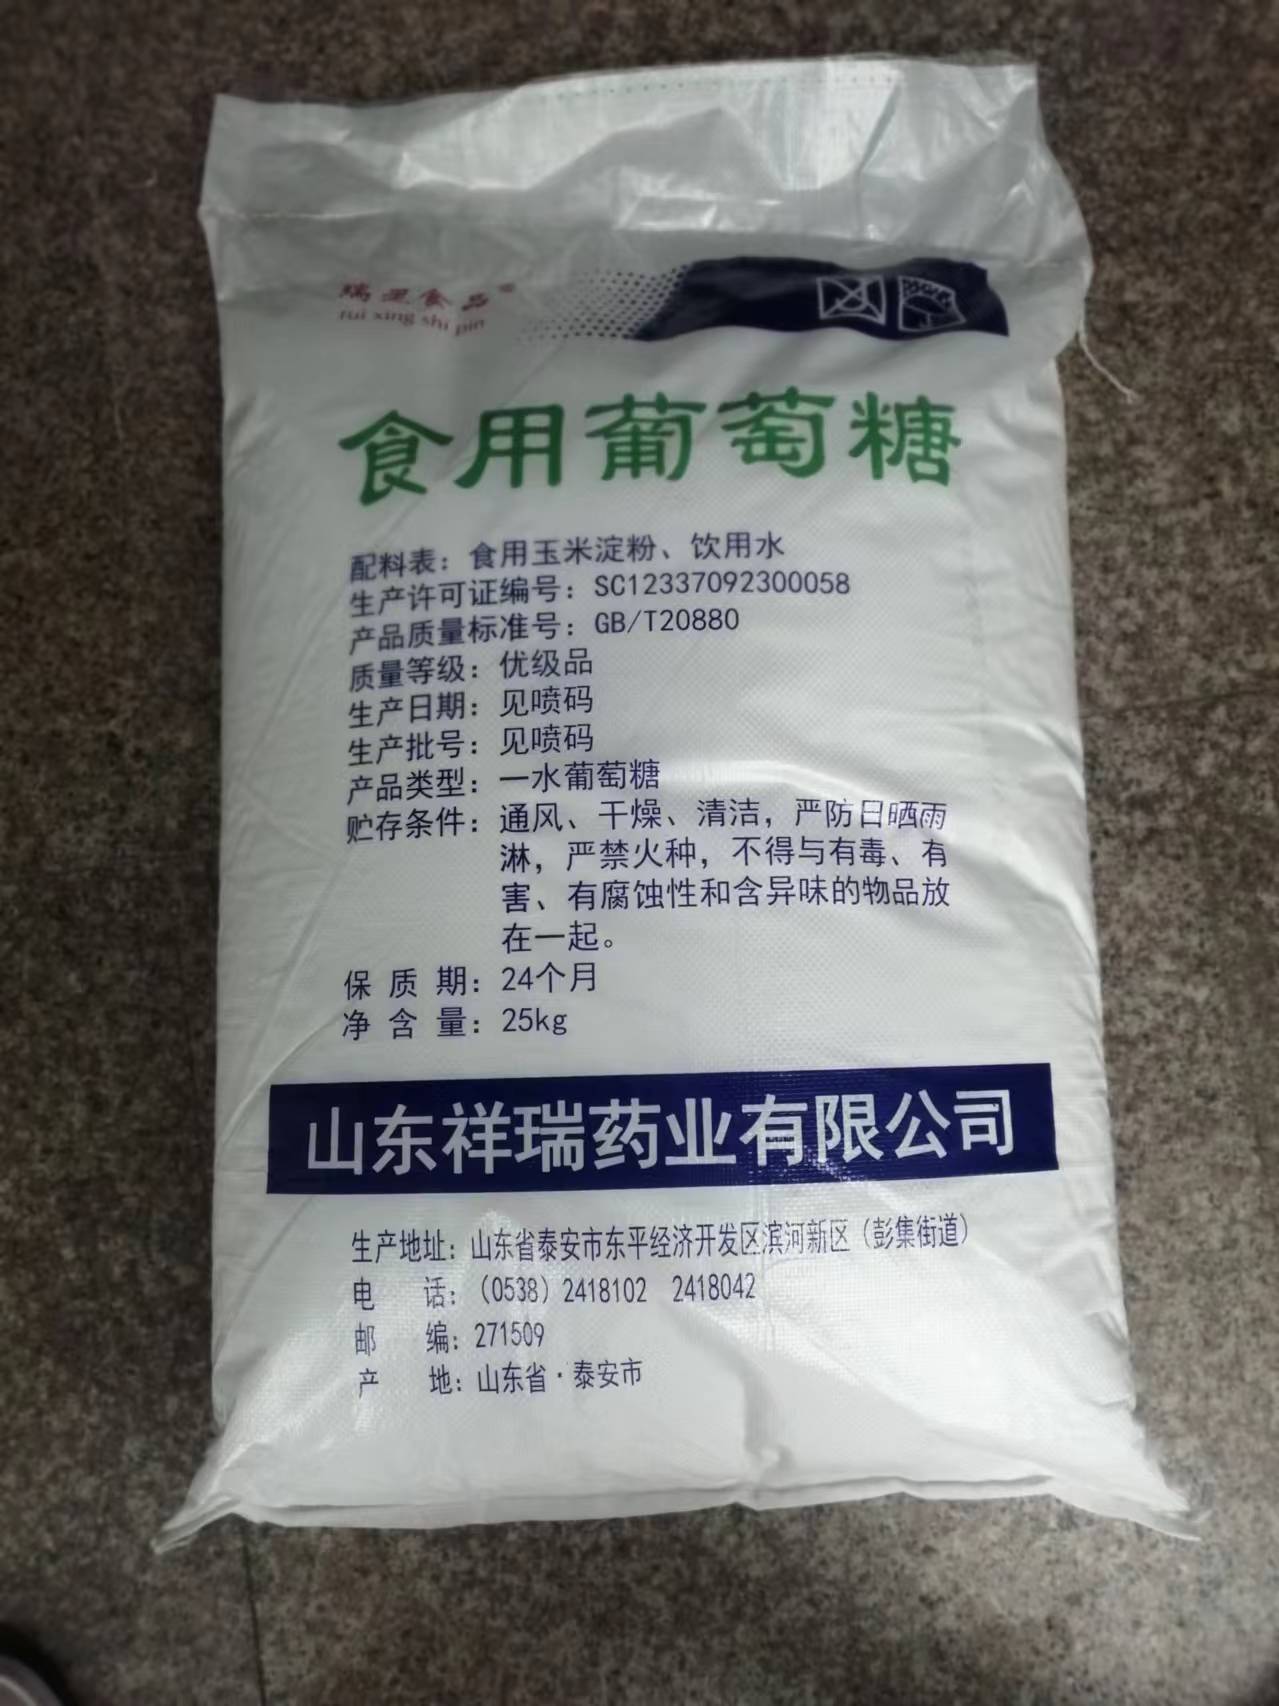 瑞星食品®
rui xing shi pin
食用葡萄糖
配料表：食用玉米淀粉、饮用水
生产许可证编号：SC12337092300058
产品质量标准号：GB/T20880
质量等级：优级品
生产日期：见喷码
生产批号：见喷码
产品类型：一水葡萄糖
贮存条件：通风、干燥、清洁，严防日晒雨
淋，严禁火种，不得与有毒、有
害、有腐蚀性和含异味的物品放
在一起。
保质期：24个月
净含量：25kg
山东祥瑞药业有限公司
生产地址：山东省泰安市东平经济开发区滨河新区（彭集街道）
电话：（0538）2418102 2418042
邮编：271509
产地：山东省·泰安市